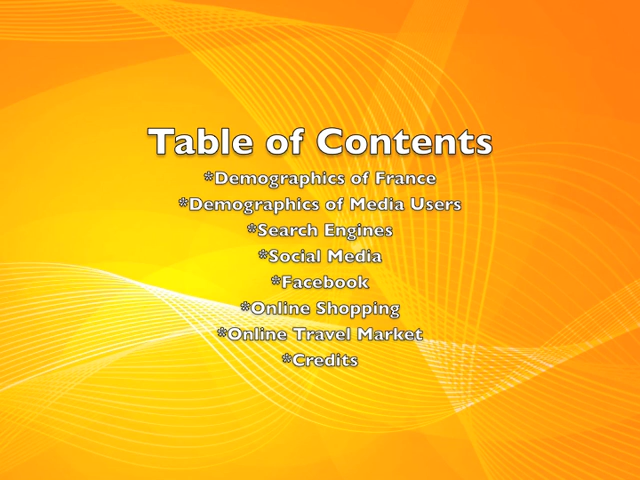 Table of Contents
*Demographics of France
*Demographics of Media Users
*Search Engines
*Social Media
*Facebook
*Online Shopping
*Online Travel Market
*Credits